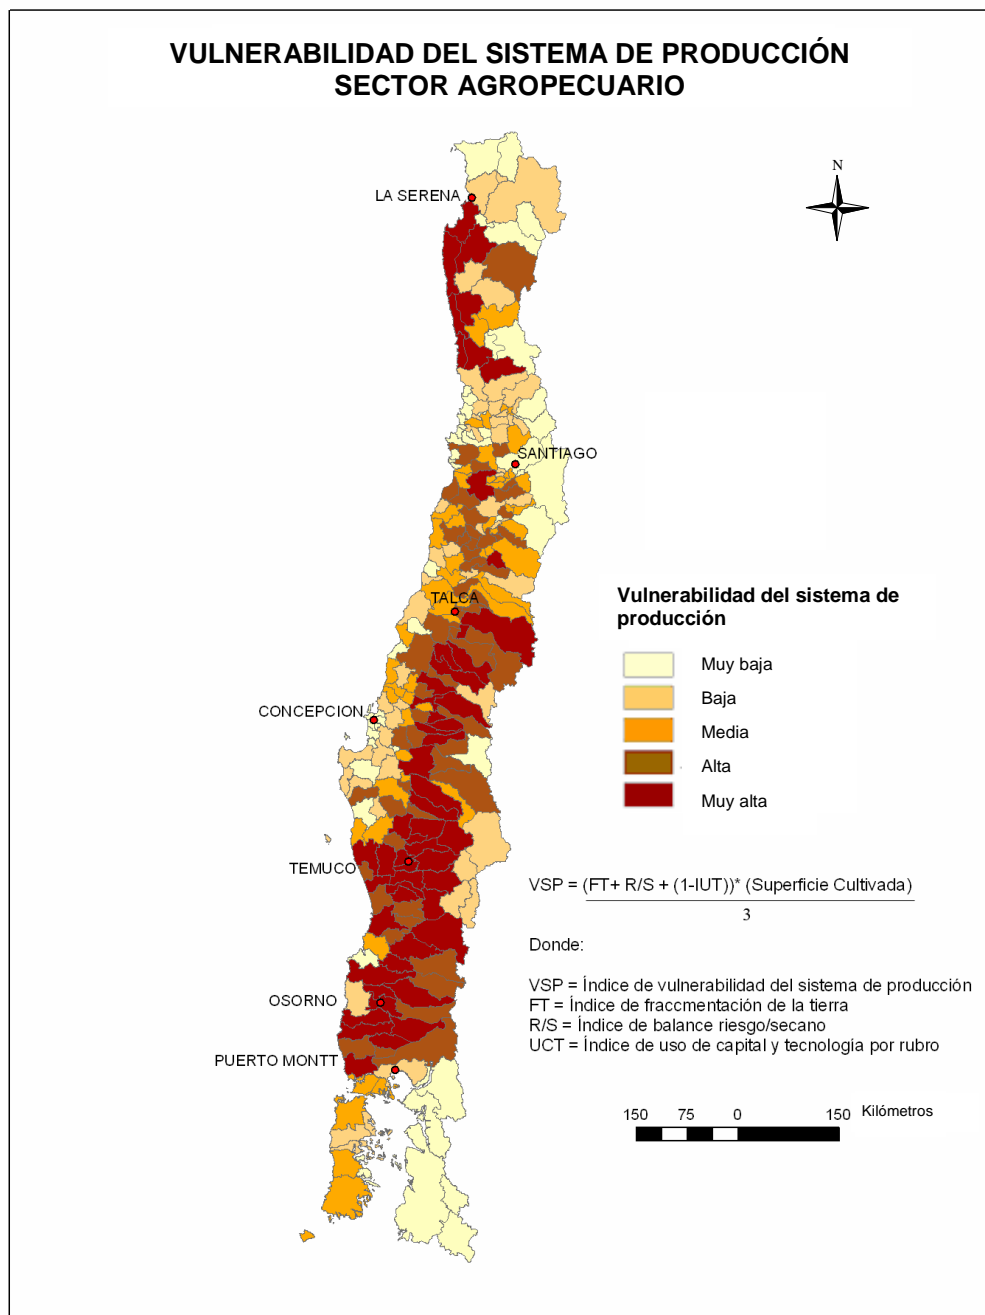 VULNERABILIDAD DEL SISTEMA DE PRODUCCIÓN
SECTOR AGROPECUARIO
N
LA SERENA
SANTIAGO
TALCA
CONCEPCION
TEMUCO
OSORNO
PUERTO MONTT
Vulnerabilidad del sistema de
producción
Muy baja
Baja
Media
Alta
Muy alta
VSP = (FT+ R/S + (1-IUT))* (Superficie Cultivada)
3
Donde:
VSP = Índice de vulnerabilidad del sistema de producción
FT = Índice de fraccmentación de la tierra
R/S = Índice de balance riesgo/secano
UCT = Índice de uso de capital y tecnología por rubro
150 75 0 150 Kilómetros